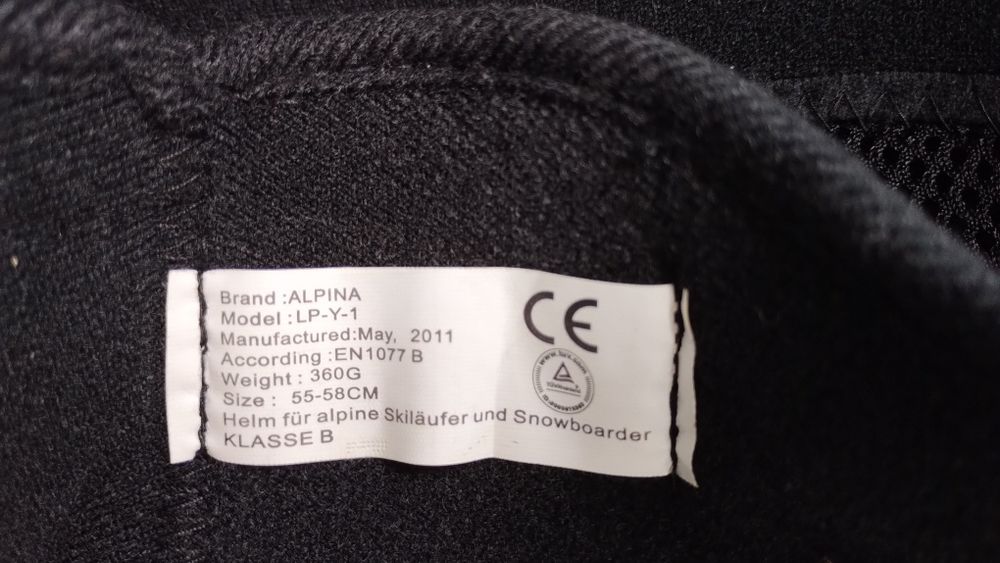 Brand :ALPINA
Model :LP-Y-1
Manufactured:May, 2011
According :EN1077 B
Weight : 360G
Size : 55-58CM
Helm für alpine Skiläufer und Snowboarder
KLASSE B
CE